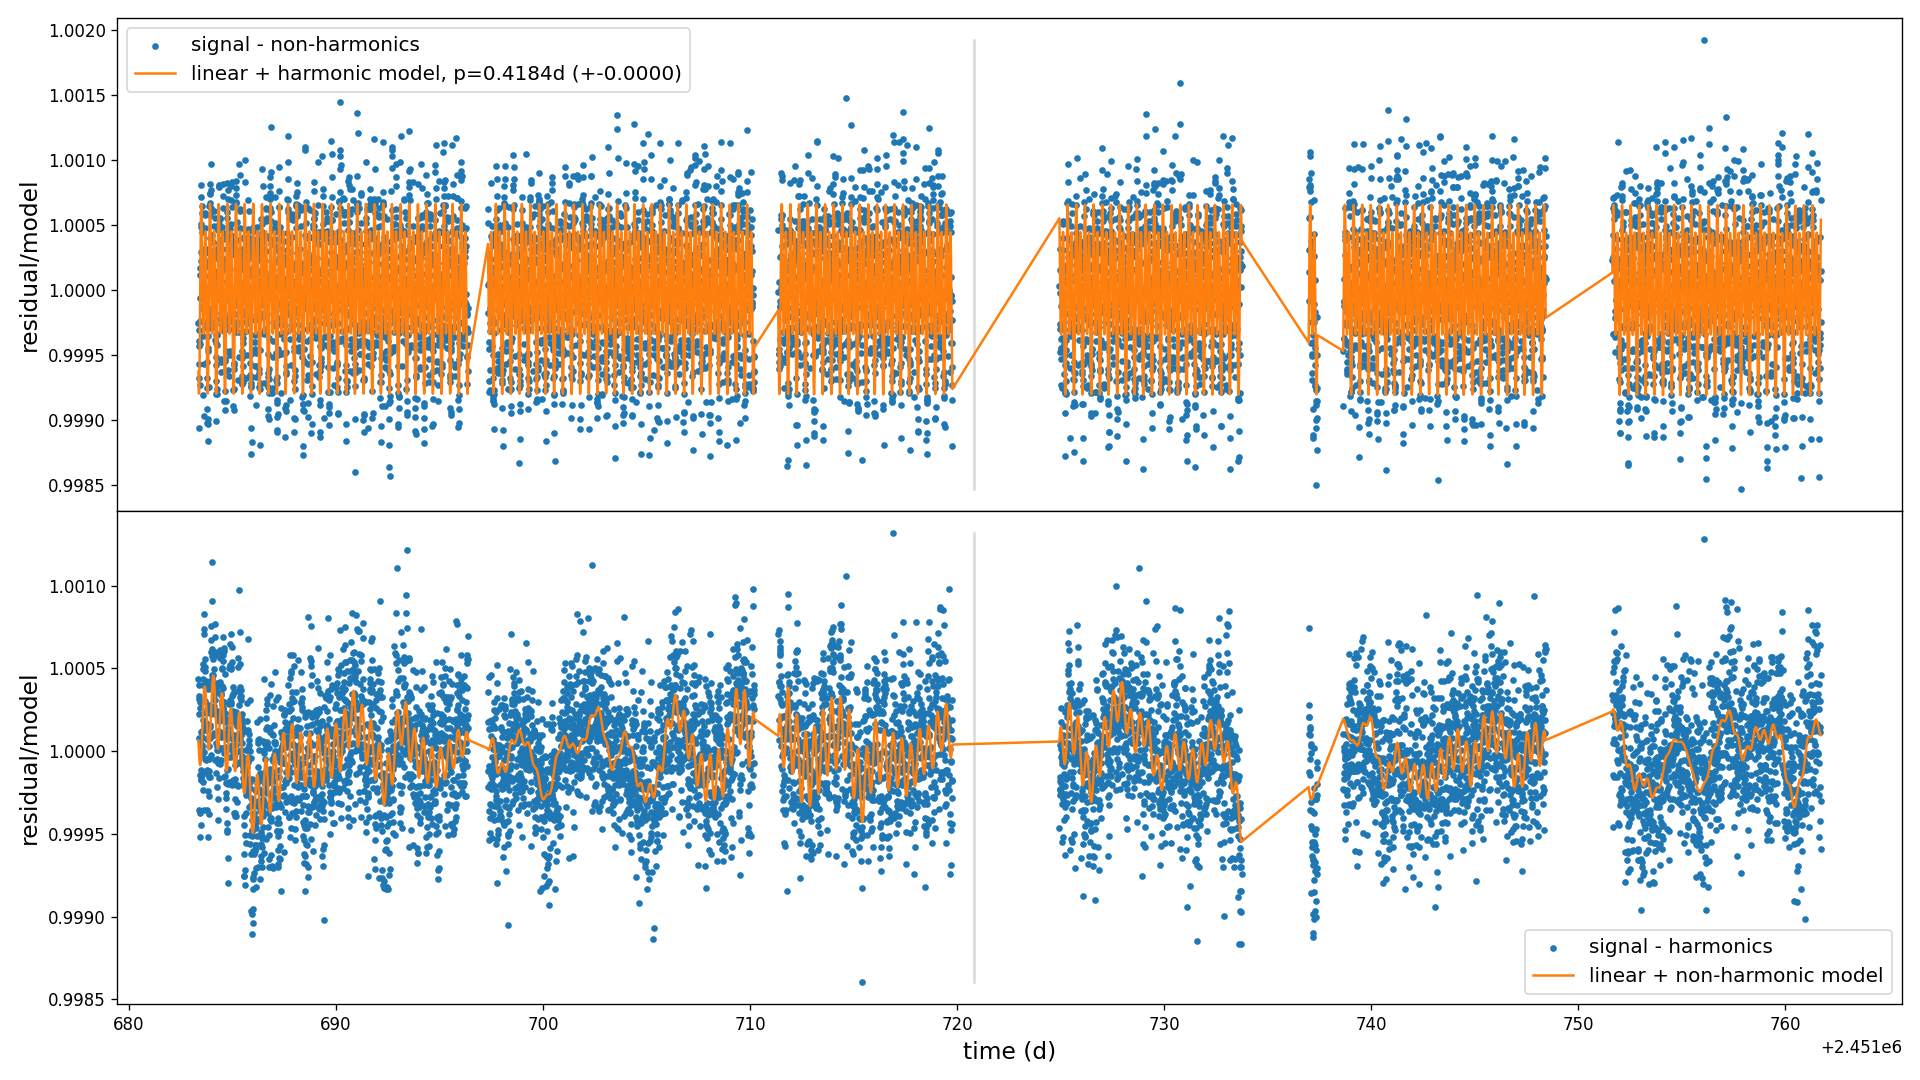 1.0020
1.0015
1.0010
1.0005
1.0000
0.9995
0.9990
0.9985
residual/model
signal - non-harmonics
linear + harmonic model, p=0.4184d (+-0.0000)
1.0010
1.0005
1.0000
0.9995
0.9990
0.9985
residual/model
signal - harmonics
linear + non-harmonic model
680 690 700 710 720 730 740 750 760
time (d)
+2.451e6